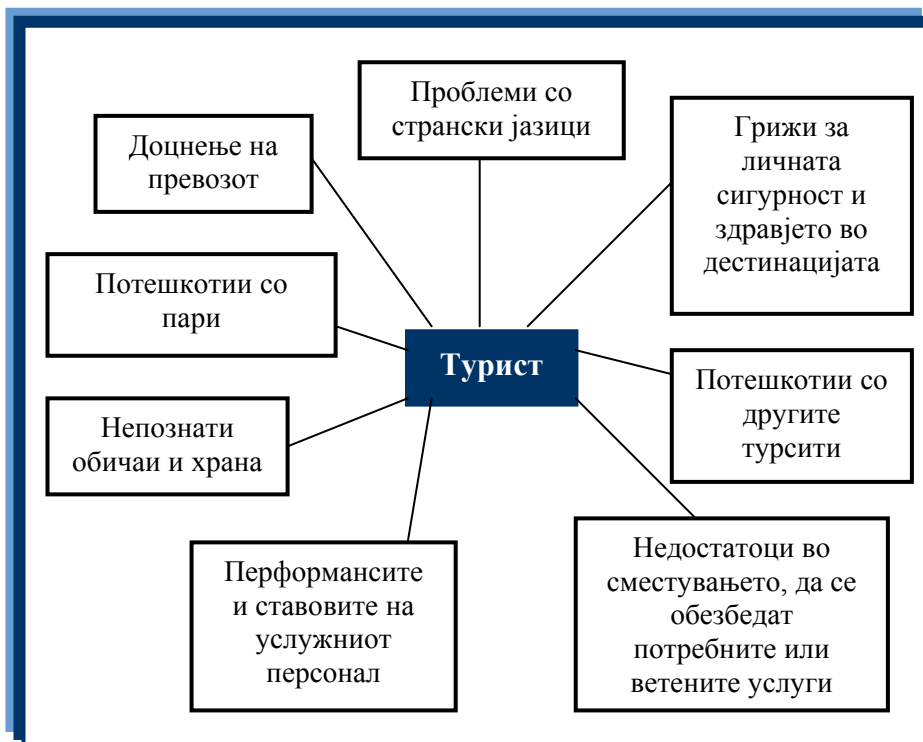 Проблеми со
странски јазици
Доцнење на
превозот
Грижи за
личната
сигурност и
здравјето во
дестинацијата
Потешкотии со
пари
Турист
Потешкотии со
другите
турсити
Непознати
обичаи и храна
Перформансите
и ставовите на
услужниот
персонал
Недостатоци во
сместувањето, да се
обезбедат
потребните или
ветените услуги